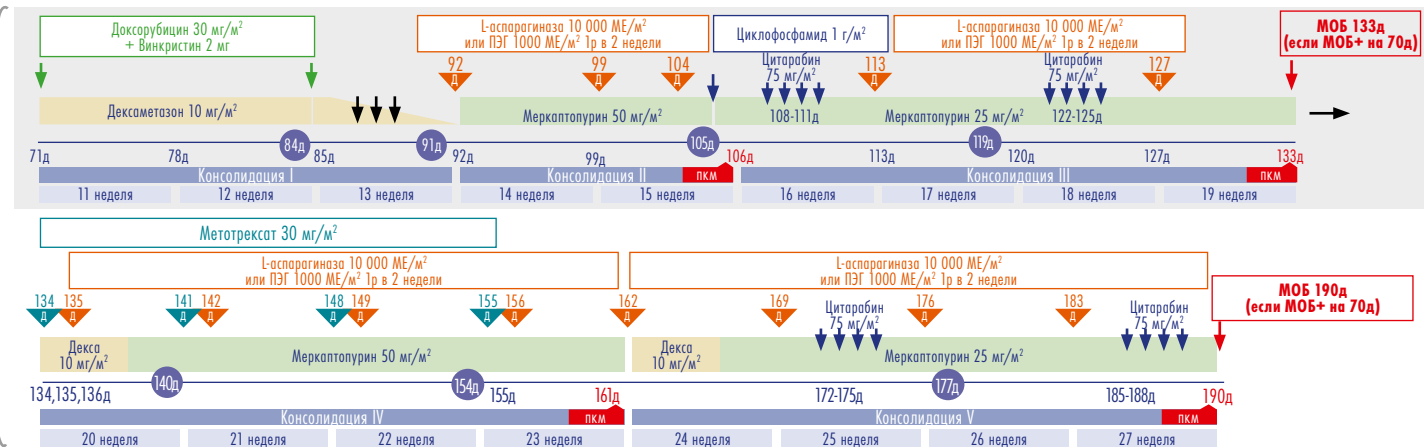 Доксорубицин 30 мг/м²
+ Винкристин 2 мг
L-аспарагиназа 10 000 МЕ/м²
или ПЭГ 1000 МЕ/м² 1р в 2 недели
Циклофосфамид 1 г/м²
L-аспарагиназа 10 000 МЕ/м²
или ПЭГ 1000 МЕ/м² 1р в 2 недели
МОБ 133д
(если МОБ+ на 70д)
92
д
99
д
104
д
Цитарабин
75 мг/м²
113
д
Цитарабин
75 мг/м²
127
д
Дексаметазон 10 мг/м²
Меркаптопурин 50 мг/м²
108-111д
Меркаптопурин 25 мг/м²
122-125д
84д
91д
105д
119д
71д
78д
85д
92д
99д
106д
113д
120д
127д
133д
Консолидация I
Консолидация II
пкм
Консолидация III
пкм
11 неделя
12 неделя
13 неделя
14 неделя
15 неделя
16 неделя
17 неделя
18 неделя
19 неделя
Метотрексат 30 мг/м²
L-аспарагиназа 10 000 МЕ/м²
или ПЭГ 1000 МЕ/м² 1р в 2 недели
L-аспарагиназа 10 000 МЕ/м²
или ПЭГ 1000 МЕ/м² 1р в 2 недели
МОБ 190д
(если МОБ+ на 70д)
134
д
135
д
141
д
142
д
148
д
149
д
155
д
156
д
162
д
169
д
Цитарабин
75 мг/м²
176
д
183
д
Цитарабин
75 мг/м²
Декса
10 мг/м²
Меркаптопурин 50 мг/м²
Декса
10 мг/м²
Меркаптопурин 25 мг/м²
140д
154д
177д
134,135,136д
155д
161д
172-175д
185-188д
190д
Консолидация IV
пкм
Консолидация V
пкм
20 неделя
21 неделя
22 неделя
23 неделя
24 неделя
25 неделя
26 неделя
27 неделя